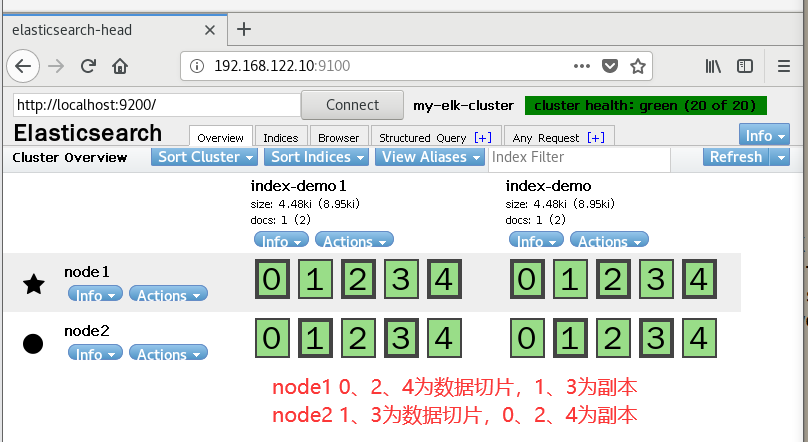 elasticsearch-head
192.168.122.10:9100
http://localhost:9200/ Connect my-elk-cluster cluster health: green (20 of 20)
Elasticsearch Overview Indices Browser Structured Query [+] Any Request [+] Info
Cluster Overview Sort Cluster Sort Indices View Aliases Index Filter Refresh
index-demo1 index-demo
size: 4.48ki (8.95ki) size: 4.48ki (8.95ki)
docs: 1 (2) docs: 1 (2)
Info Actions Info Actions
node1 0 1 2 3 4 0 1 2 3 4
Info Actions
node2 0 1 2 3 4 0 1 2 3 4
Info Actions
node1 0、2、4为数据切片，1、3为副本
node2 1、3为数据切片，0、2、4为副本